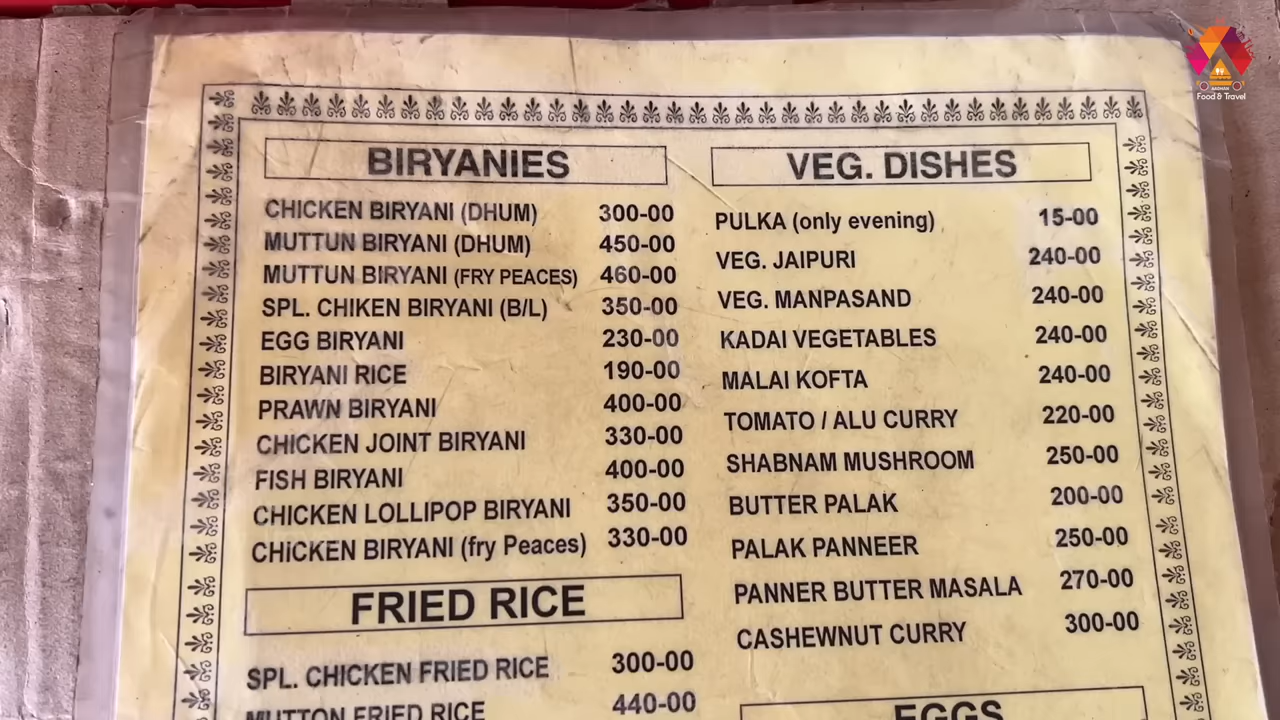 AADHAN
Food & Travel
BIRYANIES
CHICKEN BIRYANI (DHUM) 300-00
MUTTUN BIRYANI (DHUM) 450-00
MUTTUN BIRYANI (FRY PEACES) 460-00
SPL. CHIKEN BIRYANI (B/L) 350-00
EGG BIRYANI 230-00
BIRYANI RICE 190-00
PRAWN BIRYANI 400-00
CHICKEN JOINT BIRYANI 330-00
FISH BIRYANI 400-00
CHICKEN LOLLIPOP BIRYANI 350-00
CHiCKEN BIRYANI (fry Peaces) 330-00
FRIED RICE
SPL. CHICKEN FRIED RICE 300-00
MUTTON FRIED RICE 440-00
VEG. DISHES
PULKA (only evening) 15-00
VEG. JAIPURI 240-00
VEG. MANPASAND 240-00
KADAI VEGETABLES 240-00
MALAI KOFTA 240-00
TOMATO / ALU CURRY 220-00
SHABNAM MUSHROOM 250-00
BUTTER PALAK 200-00
PALAK PANNEER 250-00
PANNER BUTTER MASALA 270-00
CASHEWNUT CURRY 300-00
EGGS